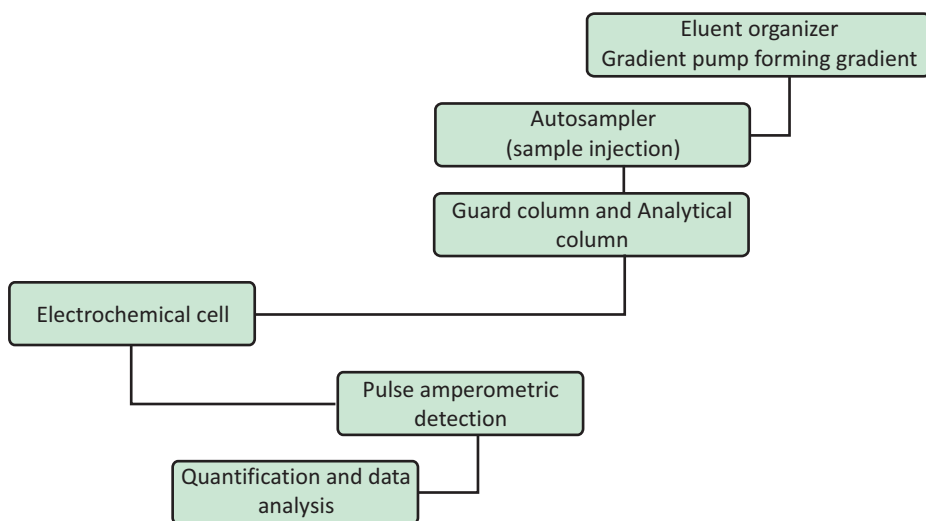 Eluent organizer
Gradient pump forming gradient
Autosampler
(sample injection)
Guard column and Analytical
column
Electrochemical cell
Pulse amperometric
detection
Quantification and data
analysis